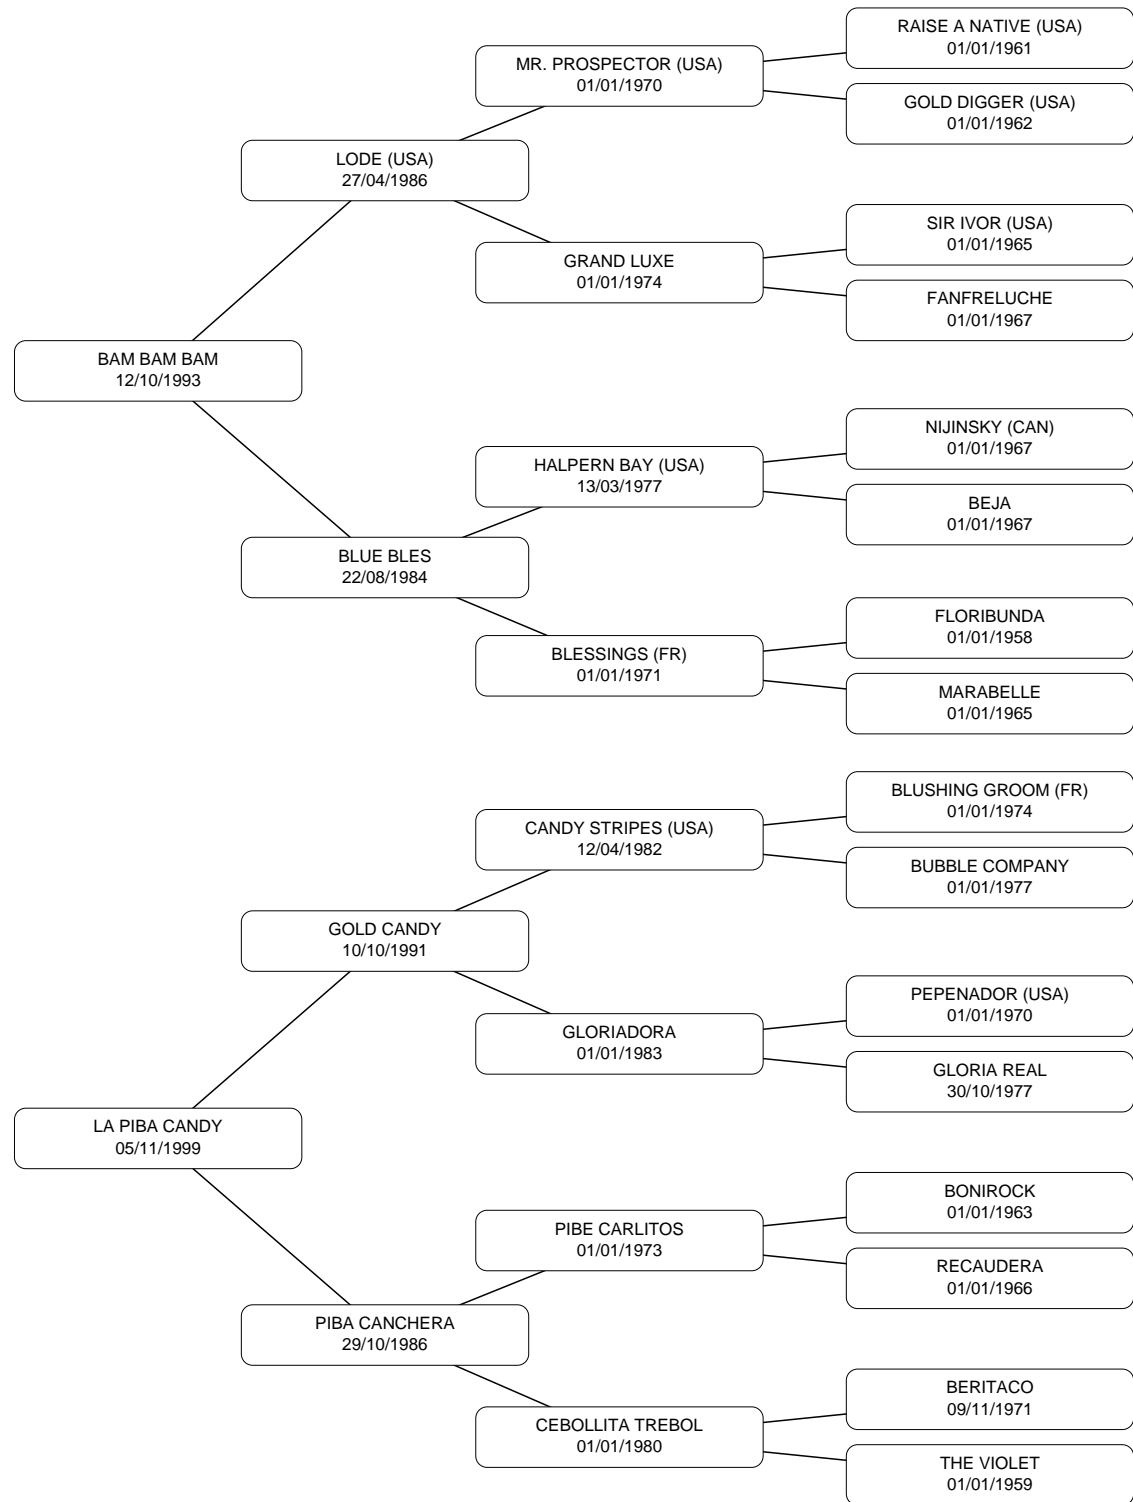 RAISE A NATIVE (USA)
01/01/1961
MR. PROSPECTOR (USA)
01/01/1970
GOLD DIGGER (USA)
01/01/1962
LODE (USA)
27/04/1986
SIR IVOR (USA)
01/01/1965
GRAND LUXE
01/01/1974
FANFRELUCHE
01/01/1967
BAM BAM BAM
12/10/1993
NIJINSKY (CAN)
01/01/1967
HALPERN BAY (USA)
13/03/1977
BEJA
01/01/1967
BLUE BLES
22/08/1984
FLORIBUNDA
01/01/1958
BLESSINGS (FR)
01/01/1971
MARABELLE
01/01/1965
BLUSHING GROOM (FR)
01/01/1974
CANDY STRIPES (USA)
12/04/1982
BUBBLE COMPANY
01/01/1977
GOLD CANDY
10/10/1991
PEPENADOR (USA)
01/01/1970
GLORIADORA
01/01/1983
GLORIA REAL
30/10/1977
LA PIBA CANDY
05/11/1999
BONIROCK
01/01/1963
PIBE CARLITOS
01/01/1973
RECAUDERA
01/01/1966
PIBA CANCHERA
29/10/1986
BERITACO
09/11/1971
CEBOLLITA TREBOL
01/01/1980
THE VIOLET
01/01/1959